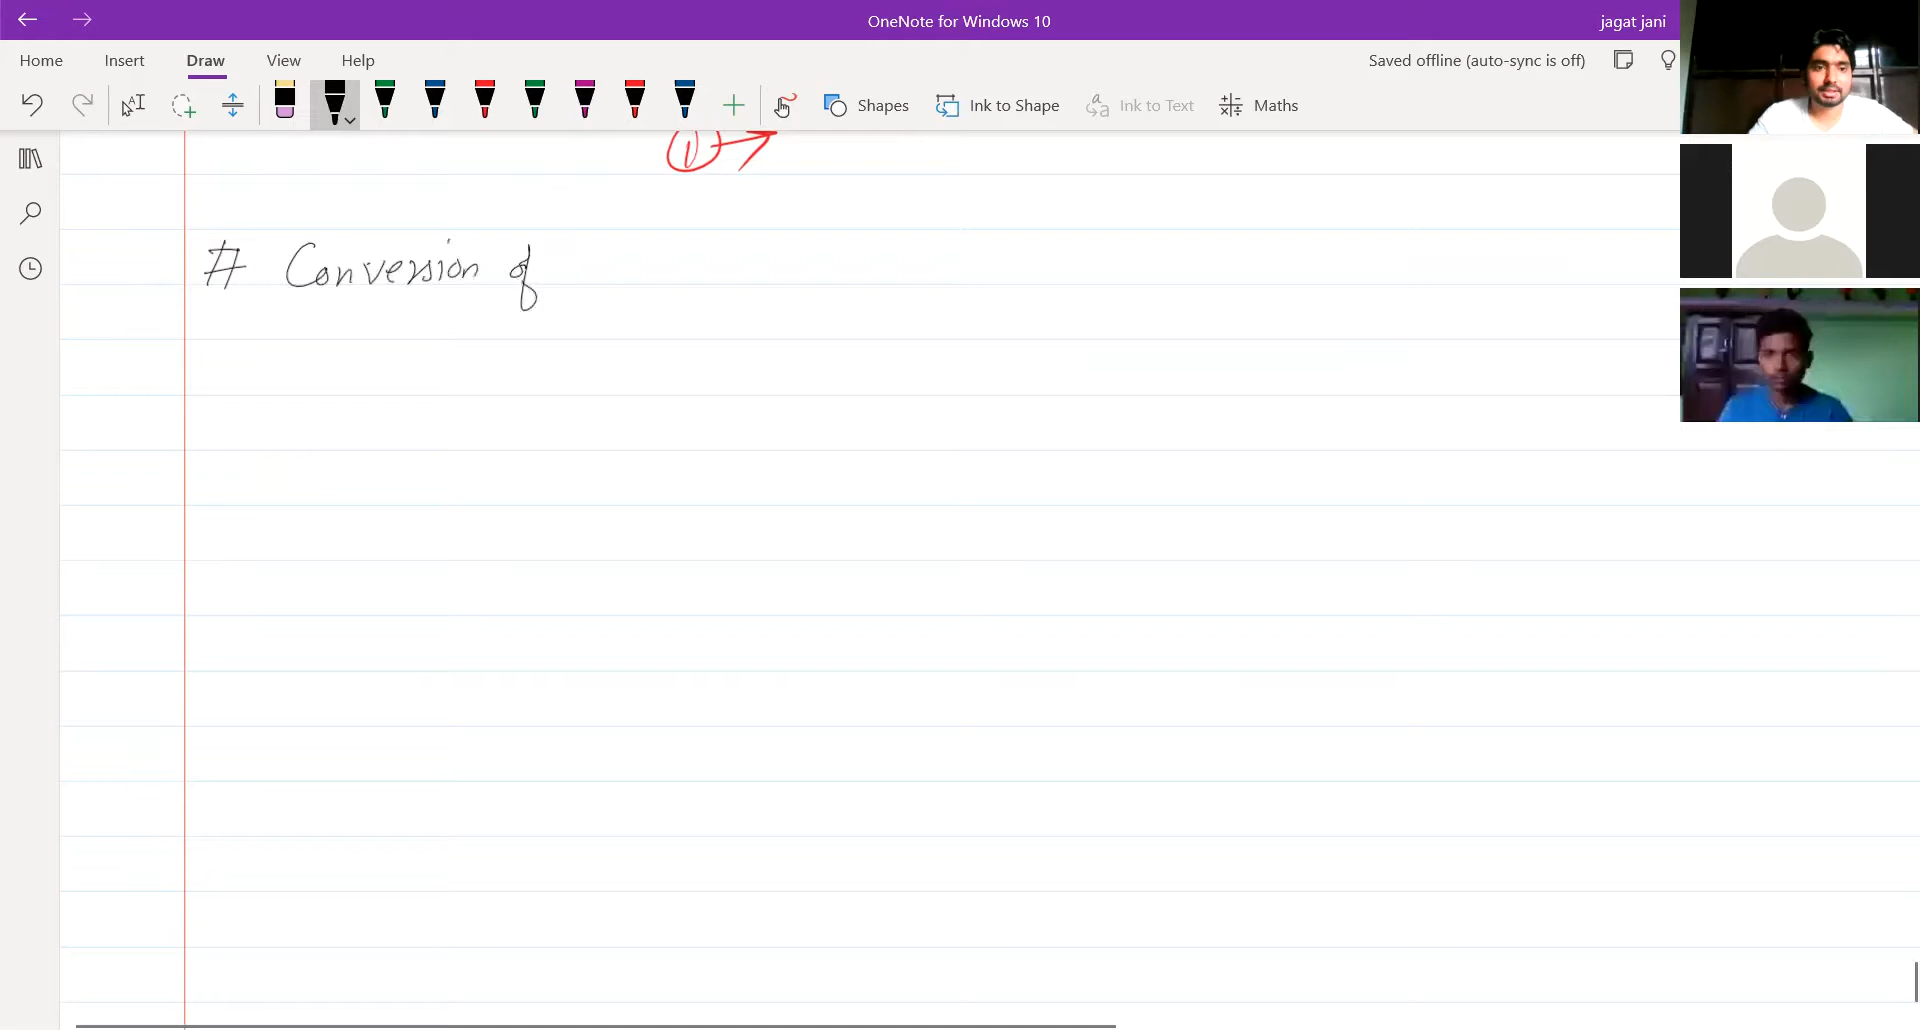 OneNote for Windows 10
jagat jani
Home Insert Draw View Help
Saved offline (auto-sync is off)
Shapes Ink to Shape Ink to Text Maths
1
# Conversion of